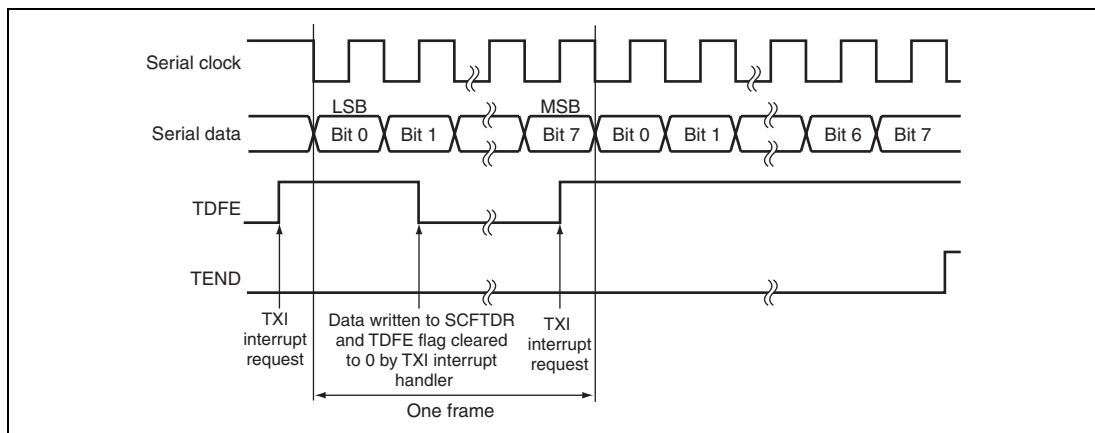 Serial clock
LSB
MSB
Serial data
Bit 0
Bit 1
Bit 7
Bit 0
Bit 1
Bit 6
Bit 7
TDFE
TEND
TXI
interrupt
request
Data written to SCFTDR
and TDFE flag cleared
to 0 by TXI interrupt
handler
TXI
interrupt
request
One frame